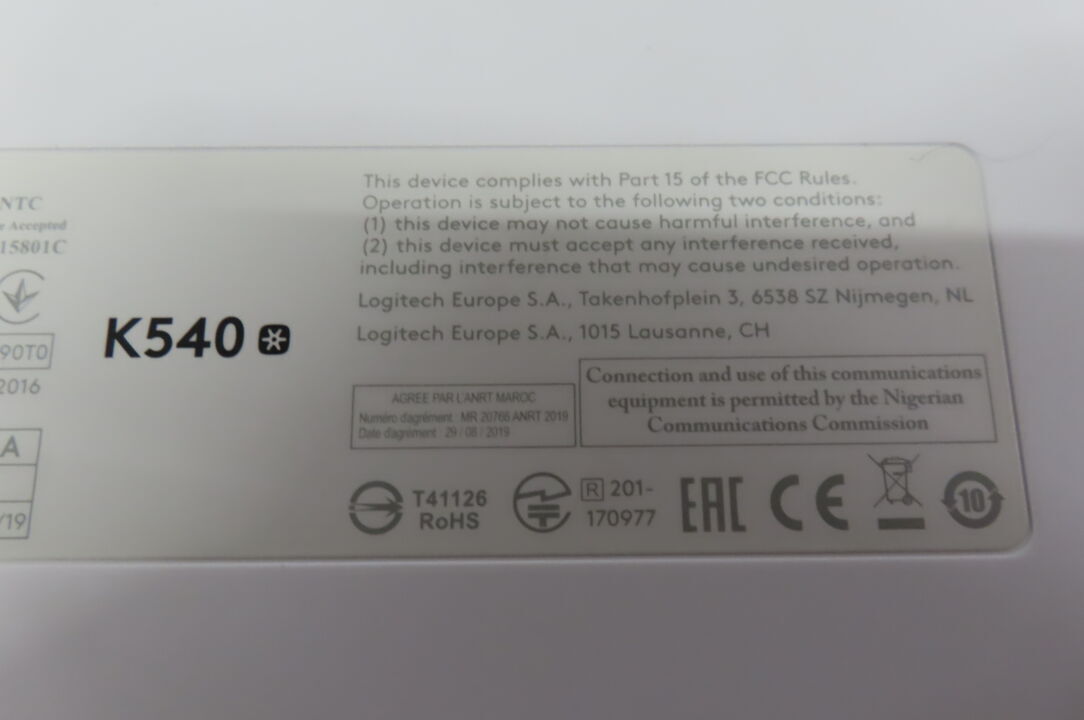 NTC
Accepted
15801C
90T0
2016
A
/19
K540
This device complies with Part 15 of the FCC Rules.
Operation is subject to the following two conditions:
(1) this device may not cause harmful interference, and
(2) this device must accept any interference received,
including interference that may cause undesired operation.
Logitech Europe S.A., Takenhofplein 3, 6538 SZ Nijmegen, NL
Logitech Europe S.A., 1015 Lausanne, CH
AGREE PAR L'ANRT MAROC
Numéro d'agrément : MR 20766 ANRT 2019
Date d'agrément : 29 / 08 / 2019
Connection and use of this communications
equipment is permitted by the Nigerian
Communications Commission
T41126
RoHS
R 201-
170977
EAC
CE
10